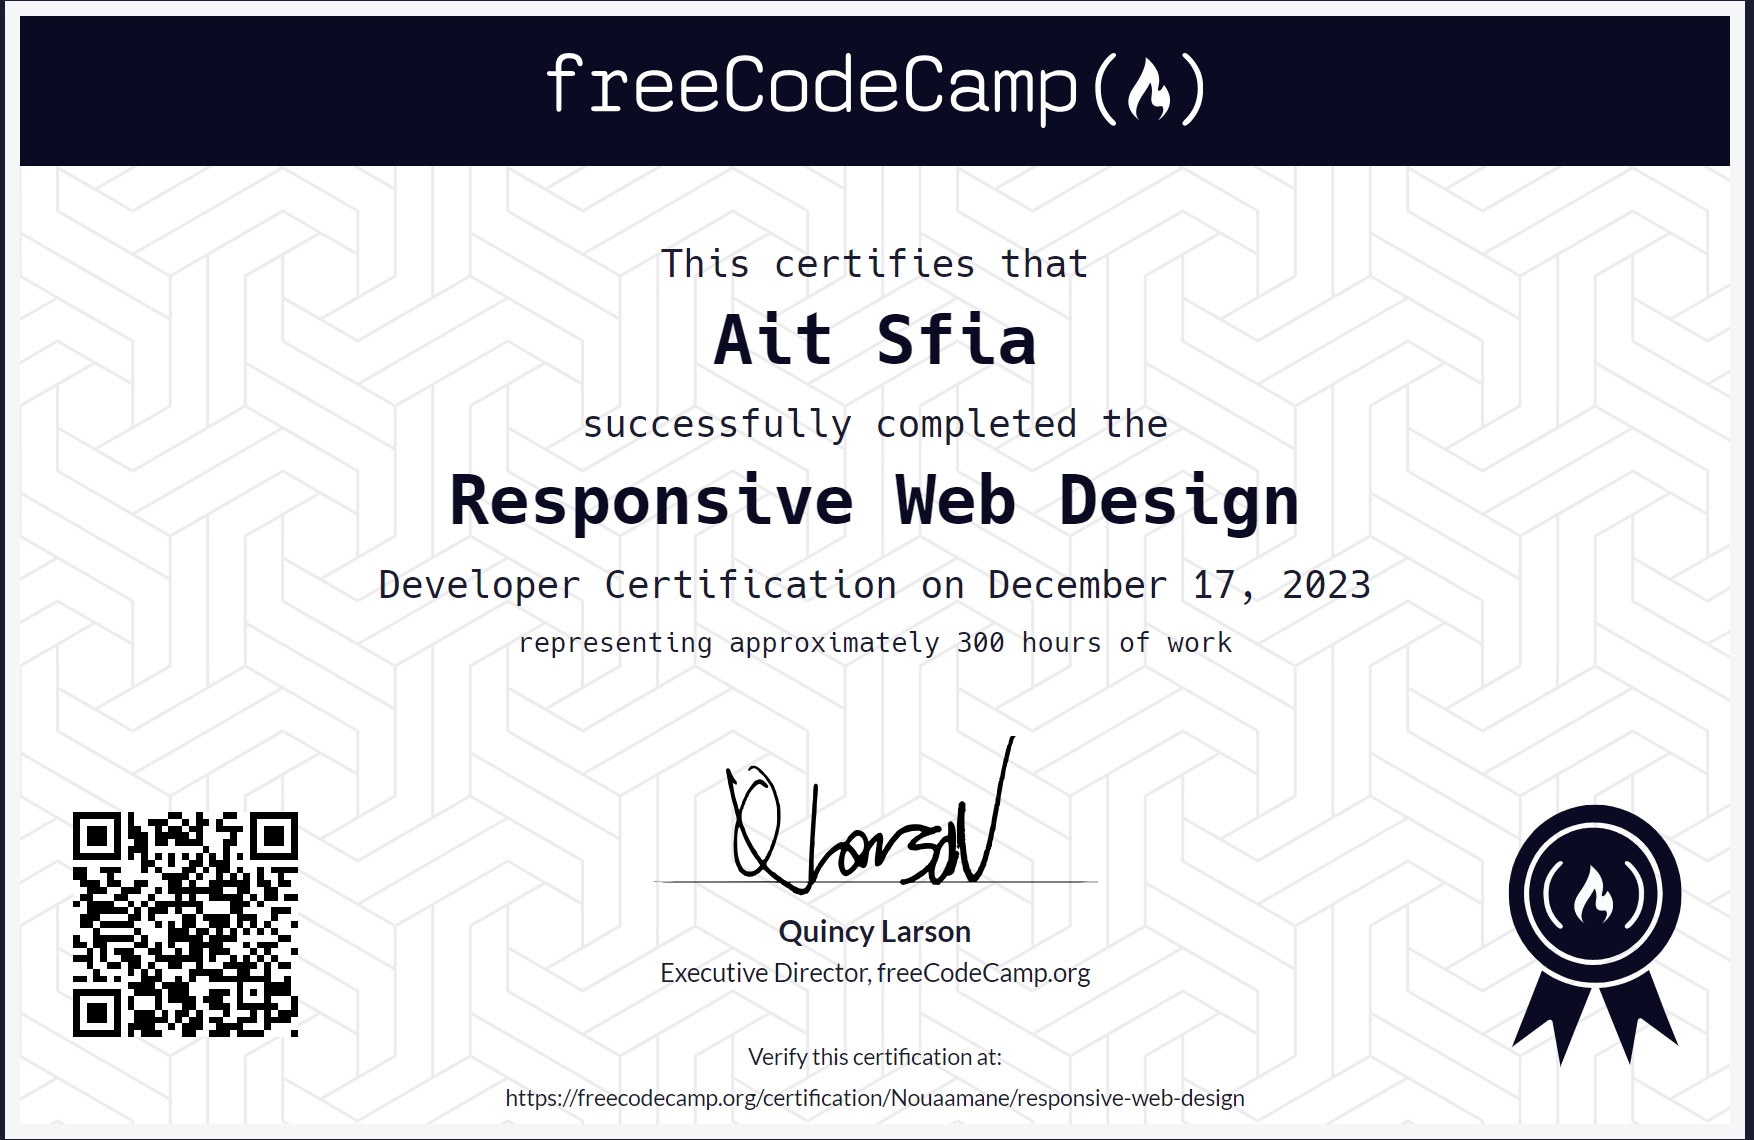 freeCodeCamp
This certifies that
Ait Sfia
successfully completed the
Responsive Web Design
Developer Certification on December 17, 2023
representing approximately 300 hours of work
Quincy Larson
Executive Director, freeCodeCamp.org
Verify this certification at:
https://freecodecamp.org/certification/Nouaamane/responsive-web-design